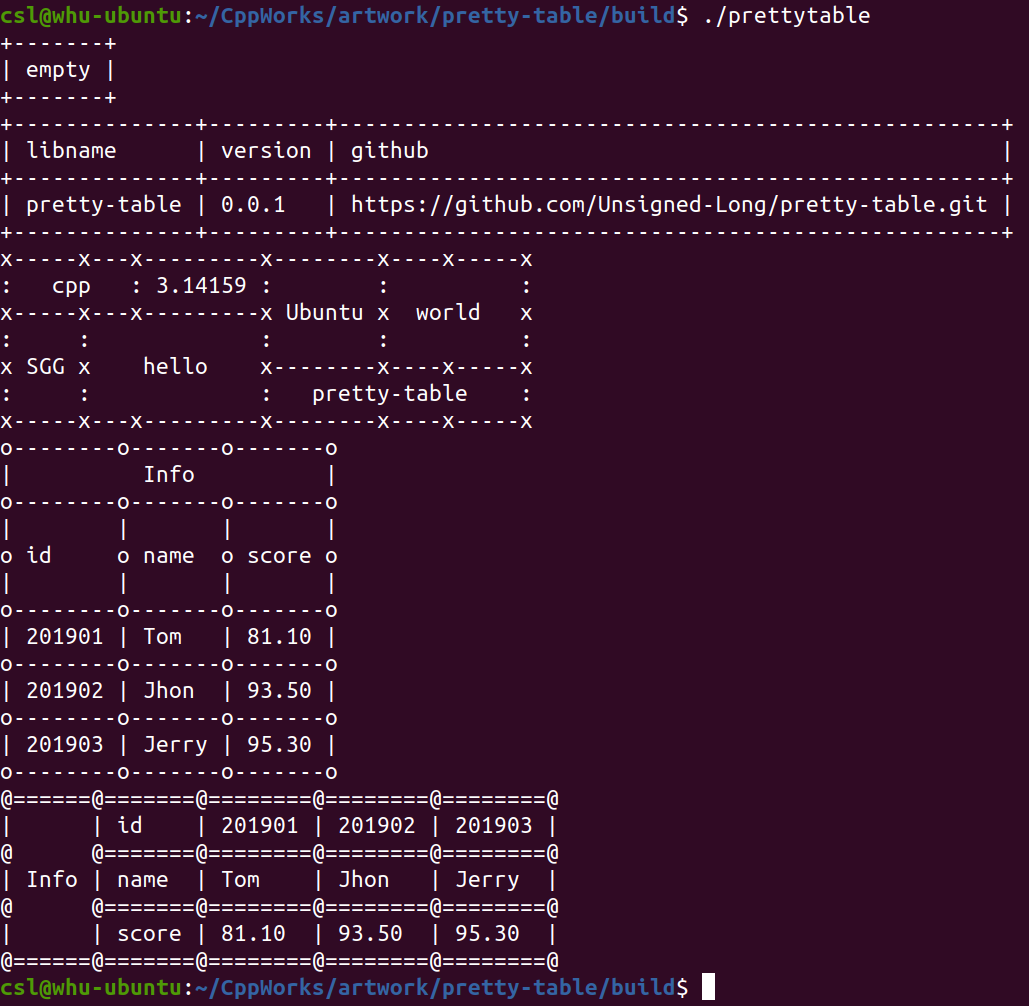 csl@whu-ubuntu:~/CppWorks/artwork/pretty-table/build$ ./prettytable
+-------+
| empty |
+-------+
+--------------+---------+---------------------------------------------------+
| libname      | version | github                                            |
+--------------+---------+---------------------------------------------------+
| pretty-table | 0.0.1   | https://github.com/Unsigned-Long/pretty-table.git |
+--------------+---------+---------------------------------------------------+
x-----x---x---------x--------x----x-----x
:   cpp   : 3.14159 :        :          :
x-----x---x---------x Ubuntu x  world   x
:     :             :        :          :
x SGG x    hello    x--------x----x-----x
:     :             :   pretty-table    :
x-----x---x---------x--------x----x-----x
o--------o-------o-------o
|          Info          |
o--------o-------o-------o
|        |       |       |
o id     o name  o score o
|        |       |       |
o--------o-------o-------o
| 201901 | Tom   | 81.10 |
o--------o-------o-------o
| 201902 | Jhon  | 93.50 |
o--------o-------o-------o
| 201903 | Jerry | 95.30 |
o--------o-------o-------o
@======@=======@========@========@========@
|      | id    | 201901 | 201902 | 201903 |
@      @=======@========@========@========@
| Info | name  | Tom    | Jhon   | Jerry  |
@      @=======@========@========@========@
|      | score | 81.10  | 93.50  | 95.30  |
@======@=======@========@========@========@
csl@whu-ubuntu:~/CppWorks/artwork/pretty-table/build$